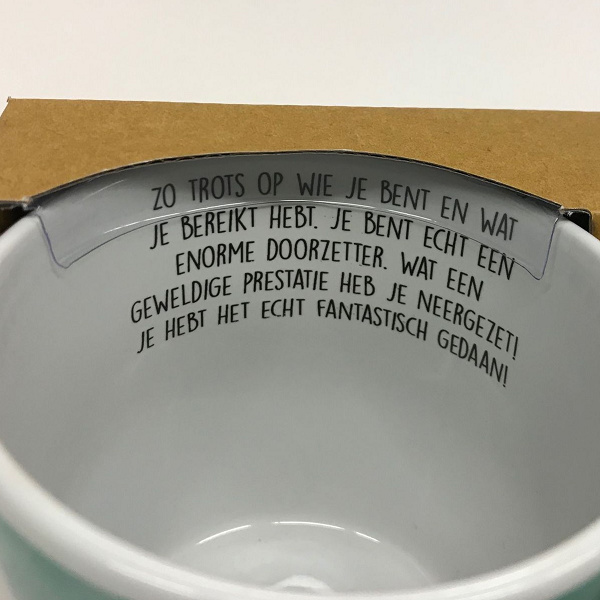 ZO TROTS OP WIE JE BENT EN WAT
JE BEREIKT HEBT. JE BENT ECHT EEN
ENORME DOORZETTER. WAT EEN
GEWELDIGE PRESTATIE HEB JE NEERGEZET!
JE HEBT HET ECHT FANTASTISCH GEDAAN!